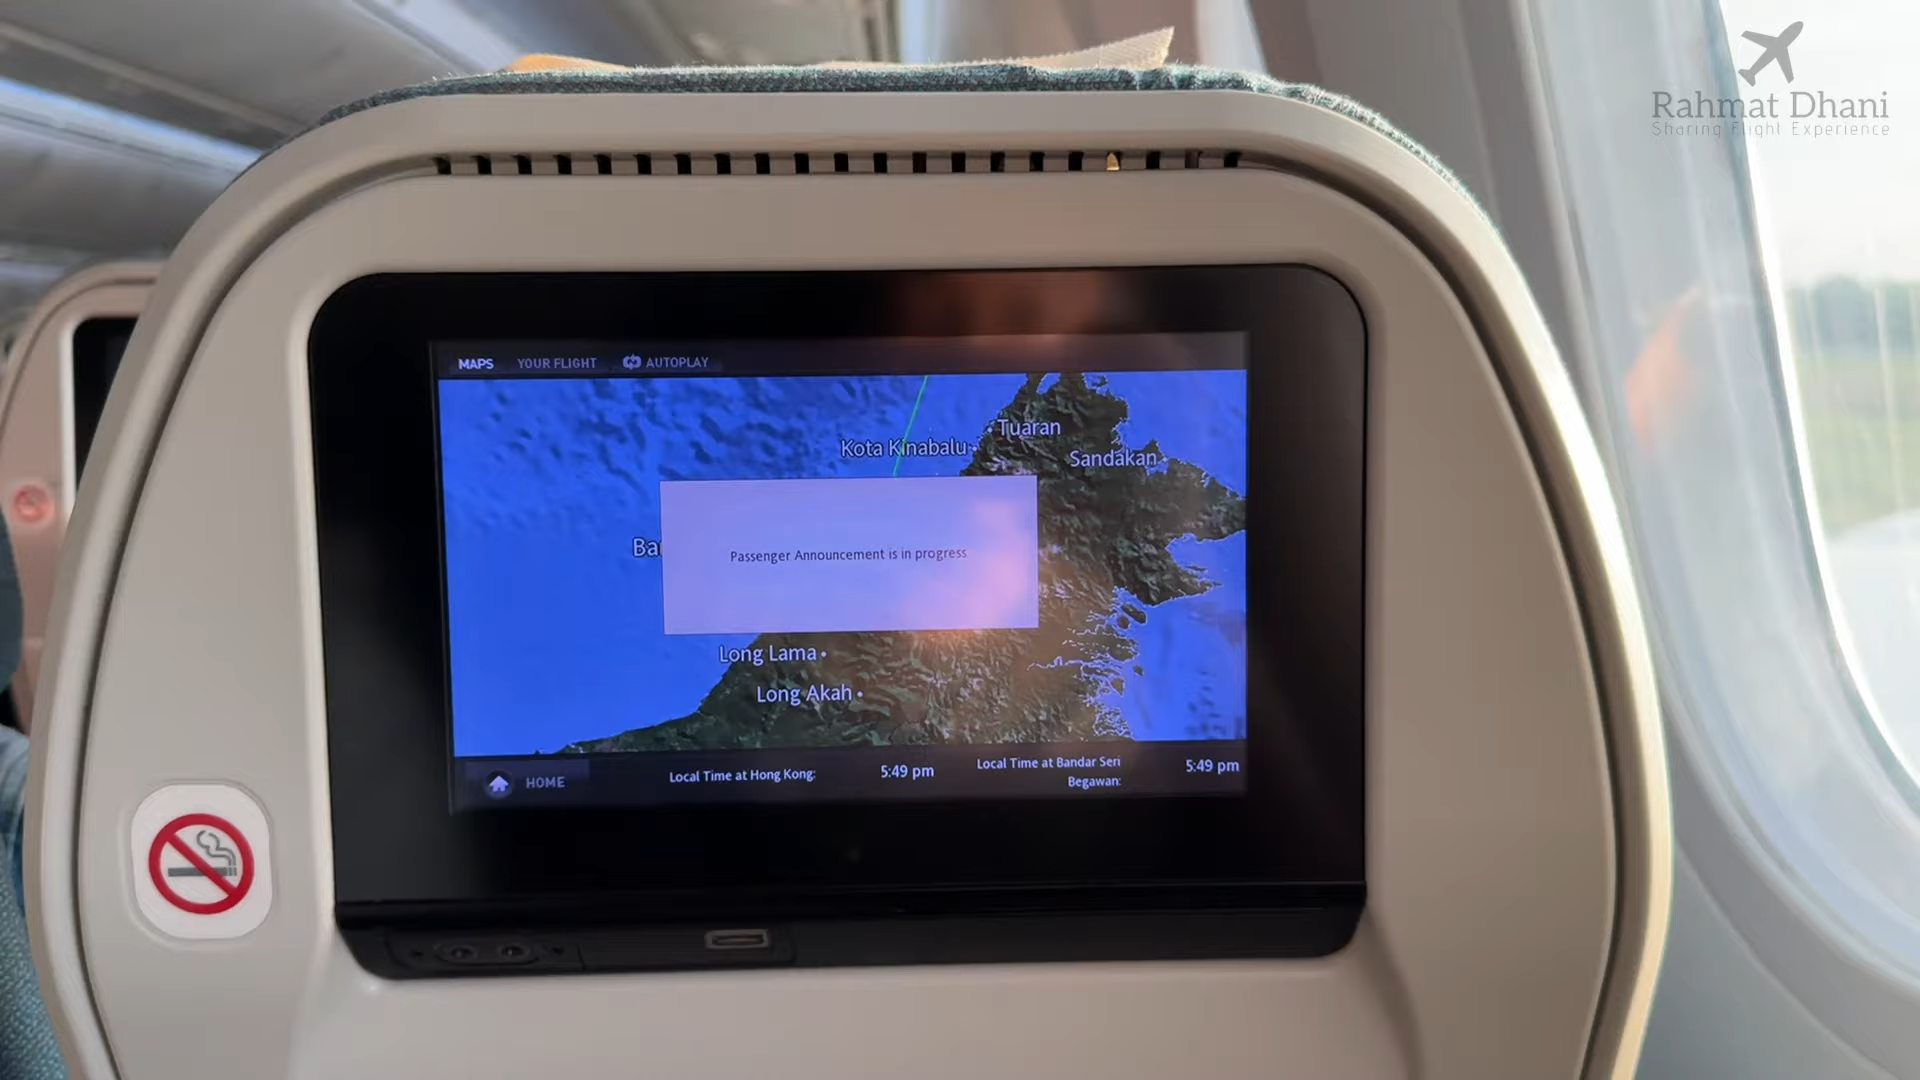 Rahmat Dhani
Sharing Flight Experience
MAPS YOUR FLIGHT AUTOPLAY
Tuaran
Kota Kinabalu
Sandakan
Ba
Passenger Announcement is in progress
Long Lama
Long Akah
HOME
Local Time at Hong Kong: 5:49 pm
Local Time at Bandar Seri
Begawan: 5:49 pm